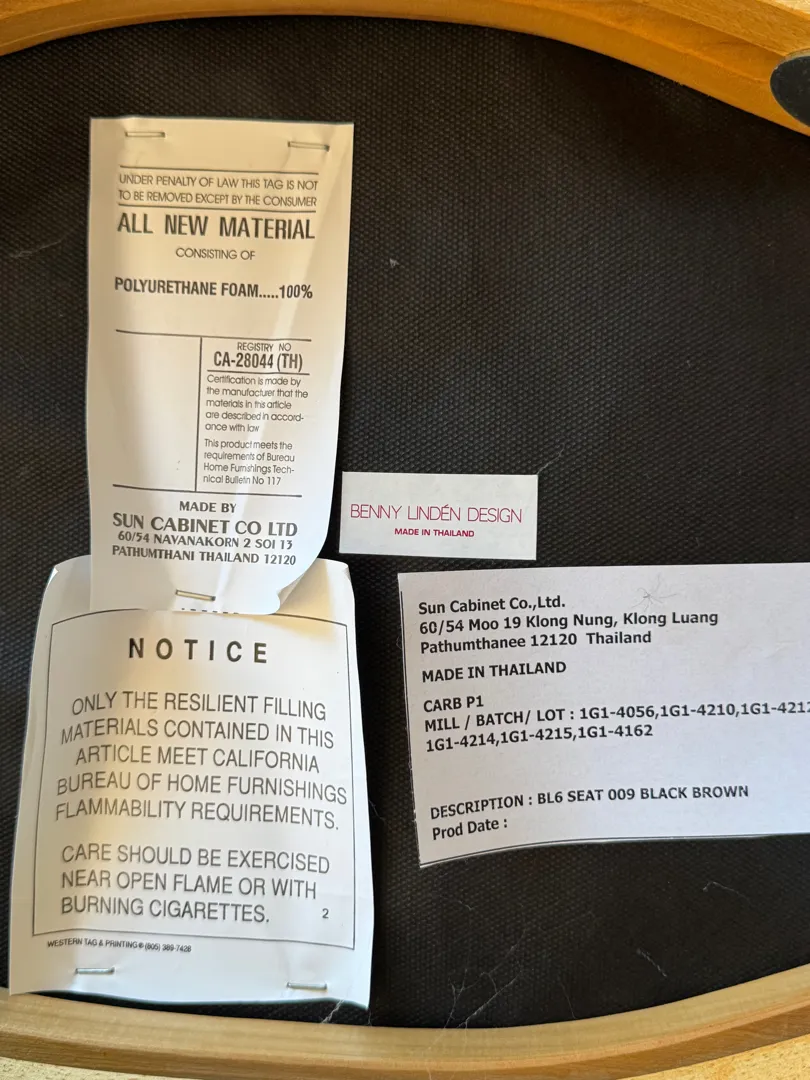 UNDER PENALTY OF LAW THIS TAG IS NOT
TO BE REMOVED EXCEPT BY THE CONSUMER
ALL NEW MATERIAL
CONSISTING OF
POLYURETHANE FOAM.....100%
REGISTRY NO
CA-28044 (TH)
Certification is made by
the manufacturer that the
materials in this article
are described in accord-
ance with law
This product meets the
requirements of Bureau
Home Furnishings Tech-
nical Bulletin No 117
MADE BY
SUN CABINET CO LTD
60/54 NAVANAKORN 2 SOI 13
PATHUMTHANI THAILAND 12120
NOTICE
ONLY THE RESILIENT FILLING
MATERIALS CONTAINED IN THIS
ARTICLE MEET CALIFORNIA
BUREAU OF HOME FURNISHINGS
FLAMMABILITY REQUIREMENTS.
CARE SHOULD BE EXERCISED
NEAR OPEN FLAME OR WITH
BURNING CIGARETTES.
2
WESTERN TAG & PRINTING® (805) 389-7428
BENNY LINDÉN DESIGN
MADE IN THAILAND
Sun Cabinet Co.,Ltd.
60/54 Moo 19 Klong Nung, Klong Luang
Pathumthanee 12120 Thailand
MADE IN THAILAND
CARB P1
MILL / BATCH/ LOT : 1G1-4056,1G1-4210,1G1-4212
1G1-4214,1G1-4215,1G1-4162
DESCRIPTION : BL6 SEAT 009 BLACK BROWN
Prod Date :